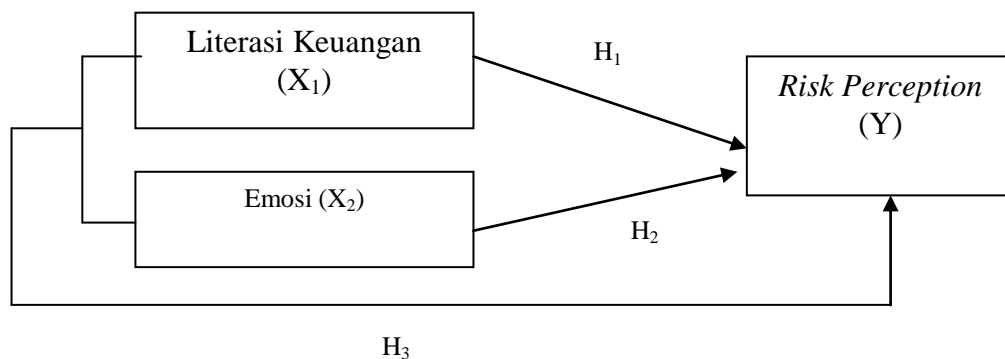 Literasi Keuangan
(X₁)
H₁
Risk Perception
(Y)
Emosi (X₂)
H₂
H₃